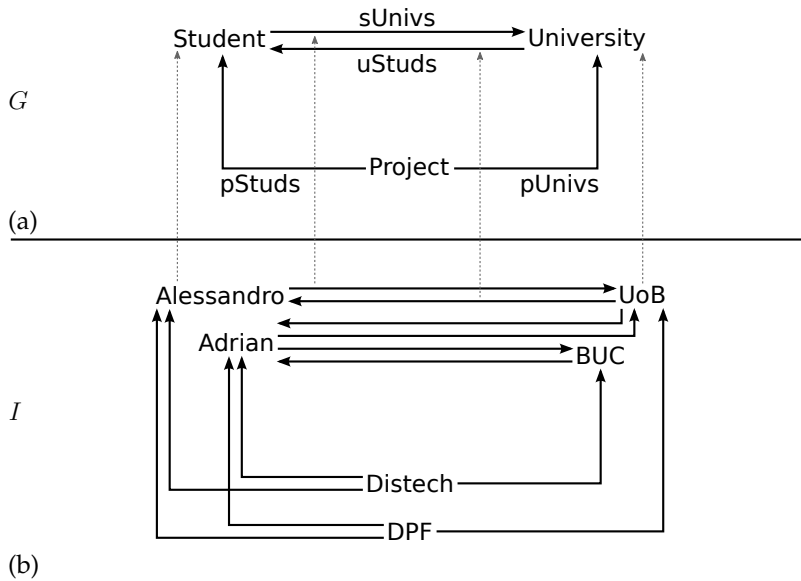 sUnivs
Student University
uStuds
G
Project
pStuds pUnivs
(a)
Alessandro UoB
Adrian
BUC
I
Distech
DPF
(b)